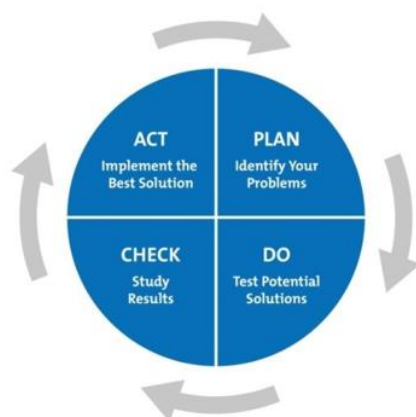 ACT
Implement the
Best Solution
PLAN
Identify Your
Problems
CHECK
Study
Results
DO
Test Potential
Solutions